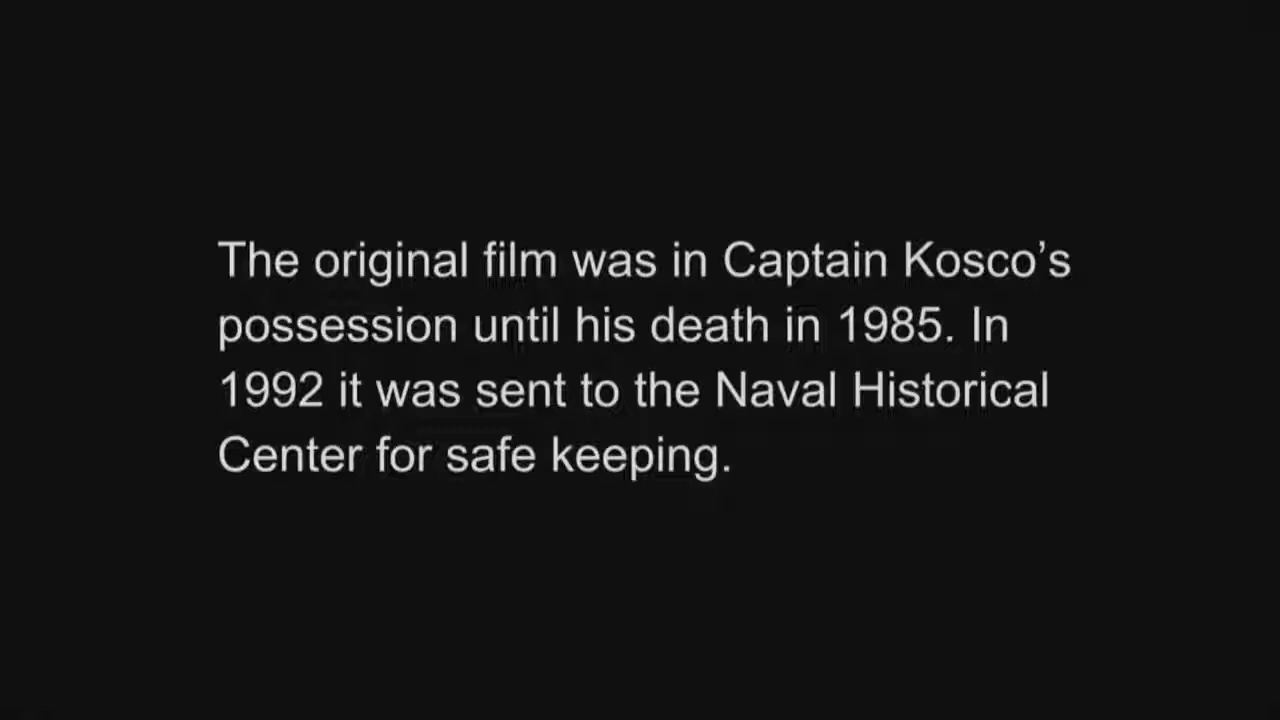 The original film was in Captain Kosco’s
possession until his death in 1985. In
1992 it was sent to the Naval Historical
Center for safe keeping.